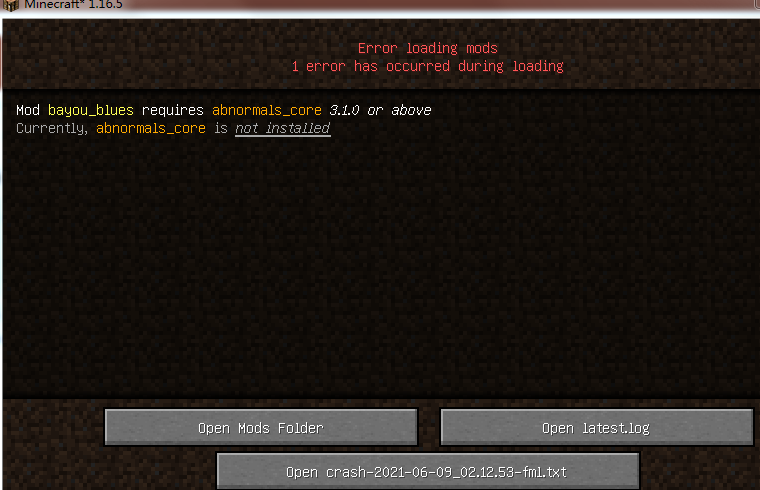 Minecraft* 1.16.5
Error loading mods
1 error has occurred during loading
Mod bayou_blues requires abnormals_core 3.1.0 or above
Currently, abnormals_core is not installed
Open Mods Folder
Open latest.log
Open crash-2021-06-09_02.12.53-fml.txt